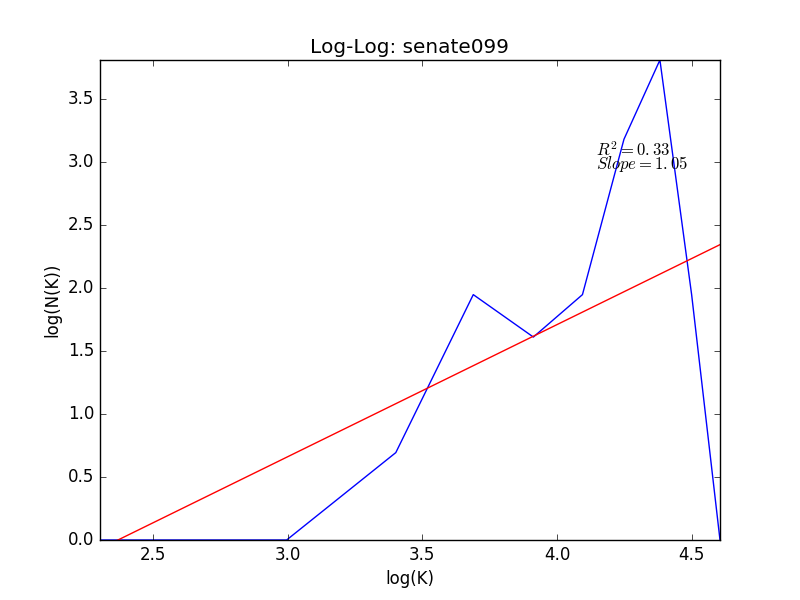 Log-Log: senate099
3.5
3.0
2.5
2.0
1.5
1.0
0.5
0.0
log(N(K))
R² = 0.33
Slope = 1.05
2.5 3.0 3.5 4.0 4.5
log(K)